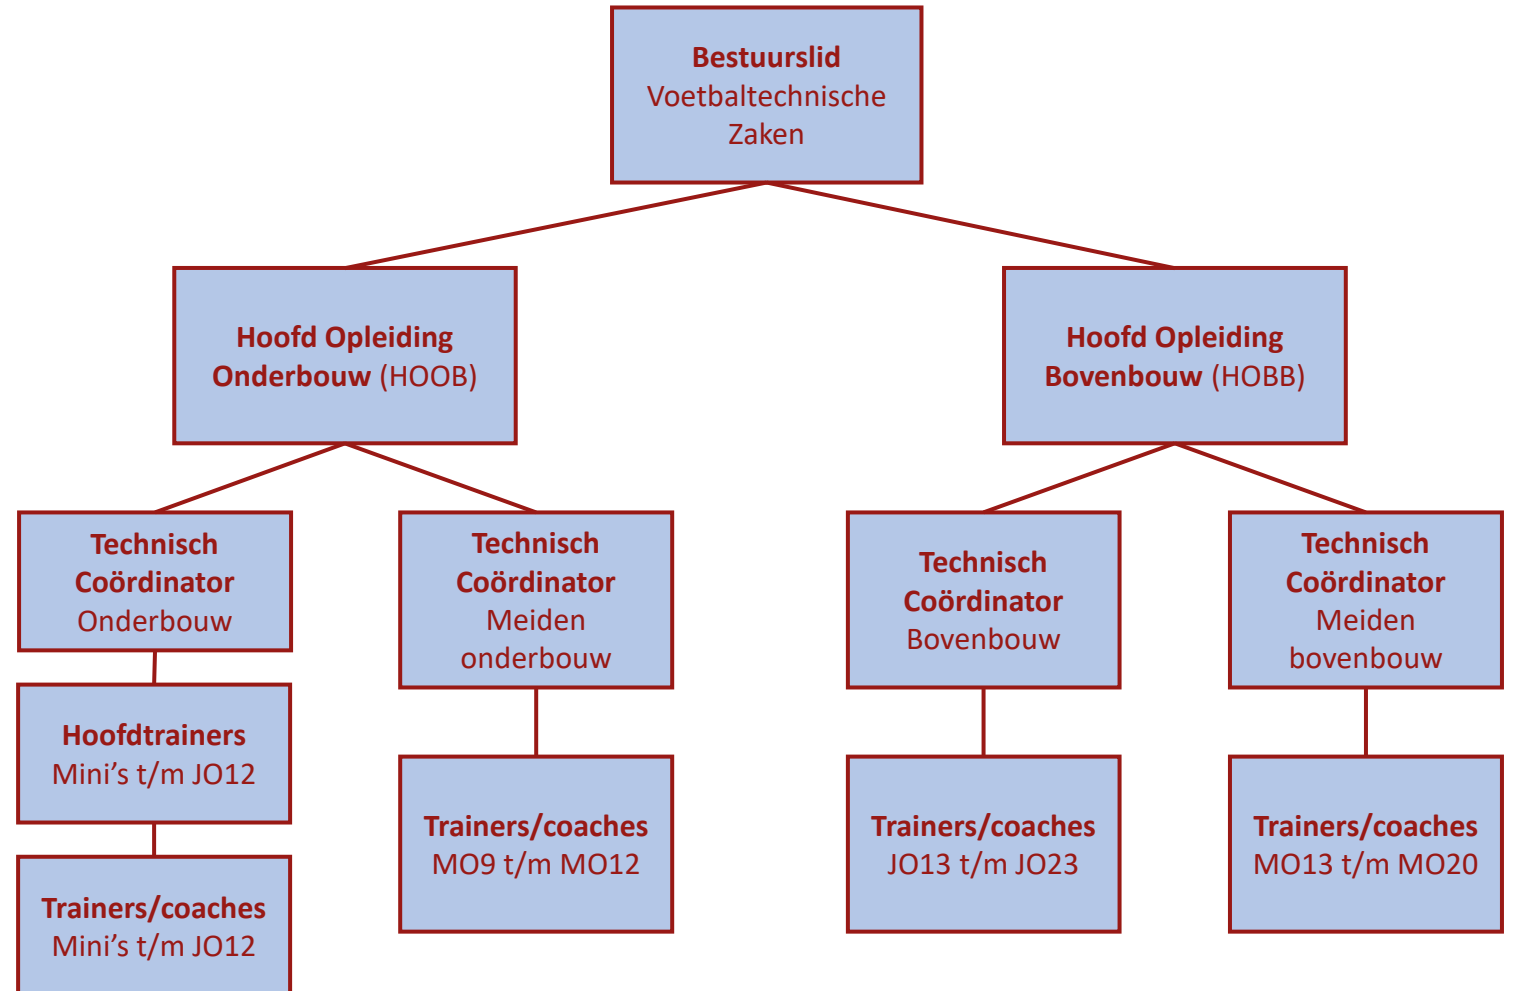 Bestuurslid
Voetbaltechnische
Zaken
Hoofd Opleiding
Onderbouw (HOOB)
Hoofd Opleiding
Bovenbouw (HOBB)
Technisch
Coördinator
Onderbouw
Technisch
Coördinator
Meiden
onderbouw
Technisch
Coördinator
Bovenbouw
Technisch
Coördinator
Meiden
bovenbouw
Hoofdtrainers
Mini’s t/m JO12
Trainers/coaches
Mini’s t/m JO12
Trainers/coaches
MO9 t/m MO12
Trainers/coaches
JO13 t/m JO23
Trainers/coaches
MO13 t/m MO20